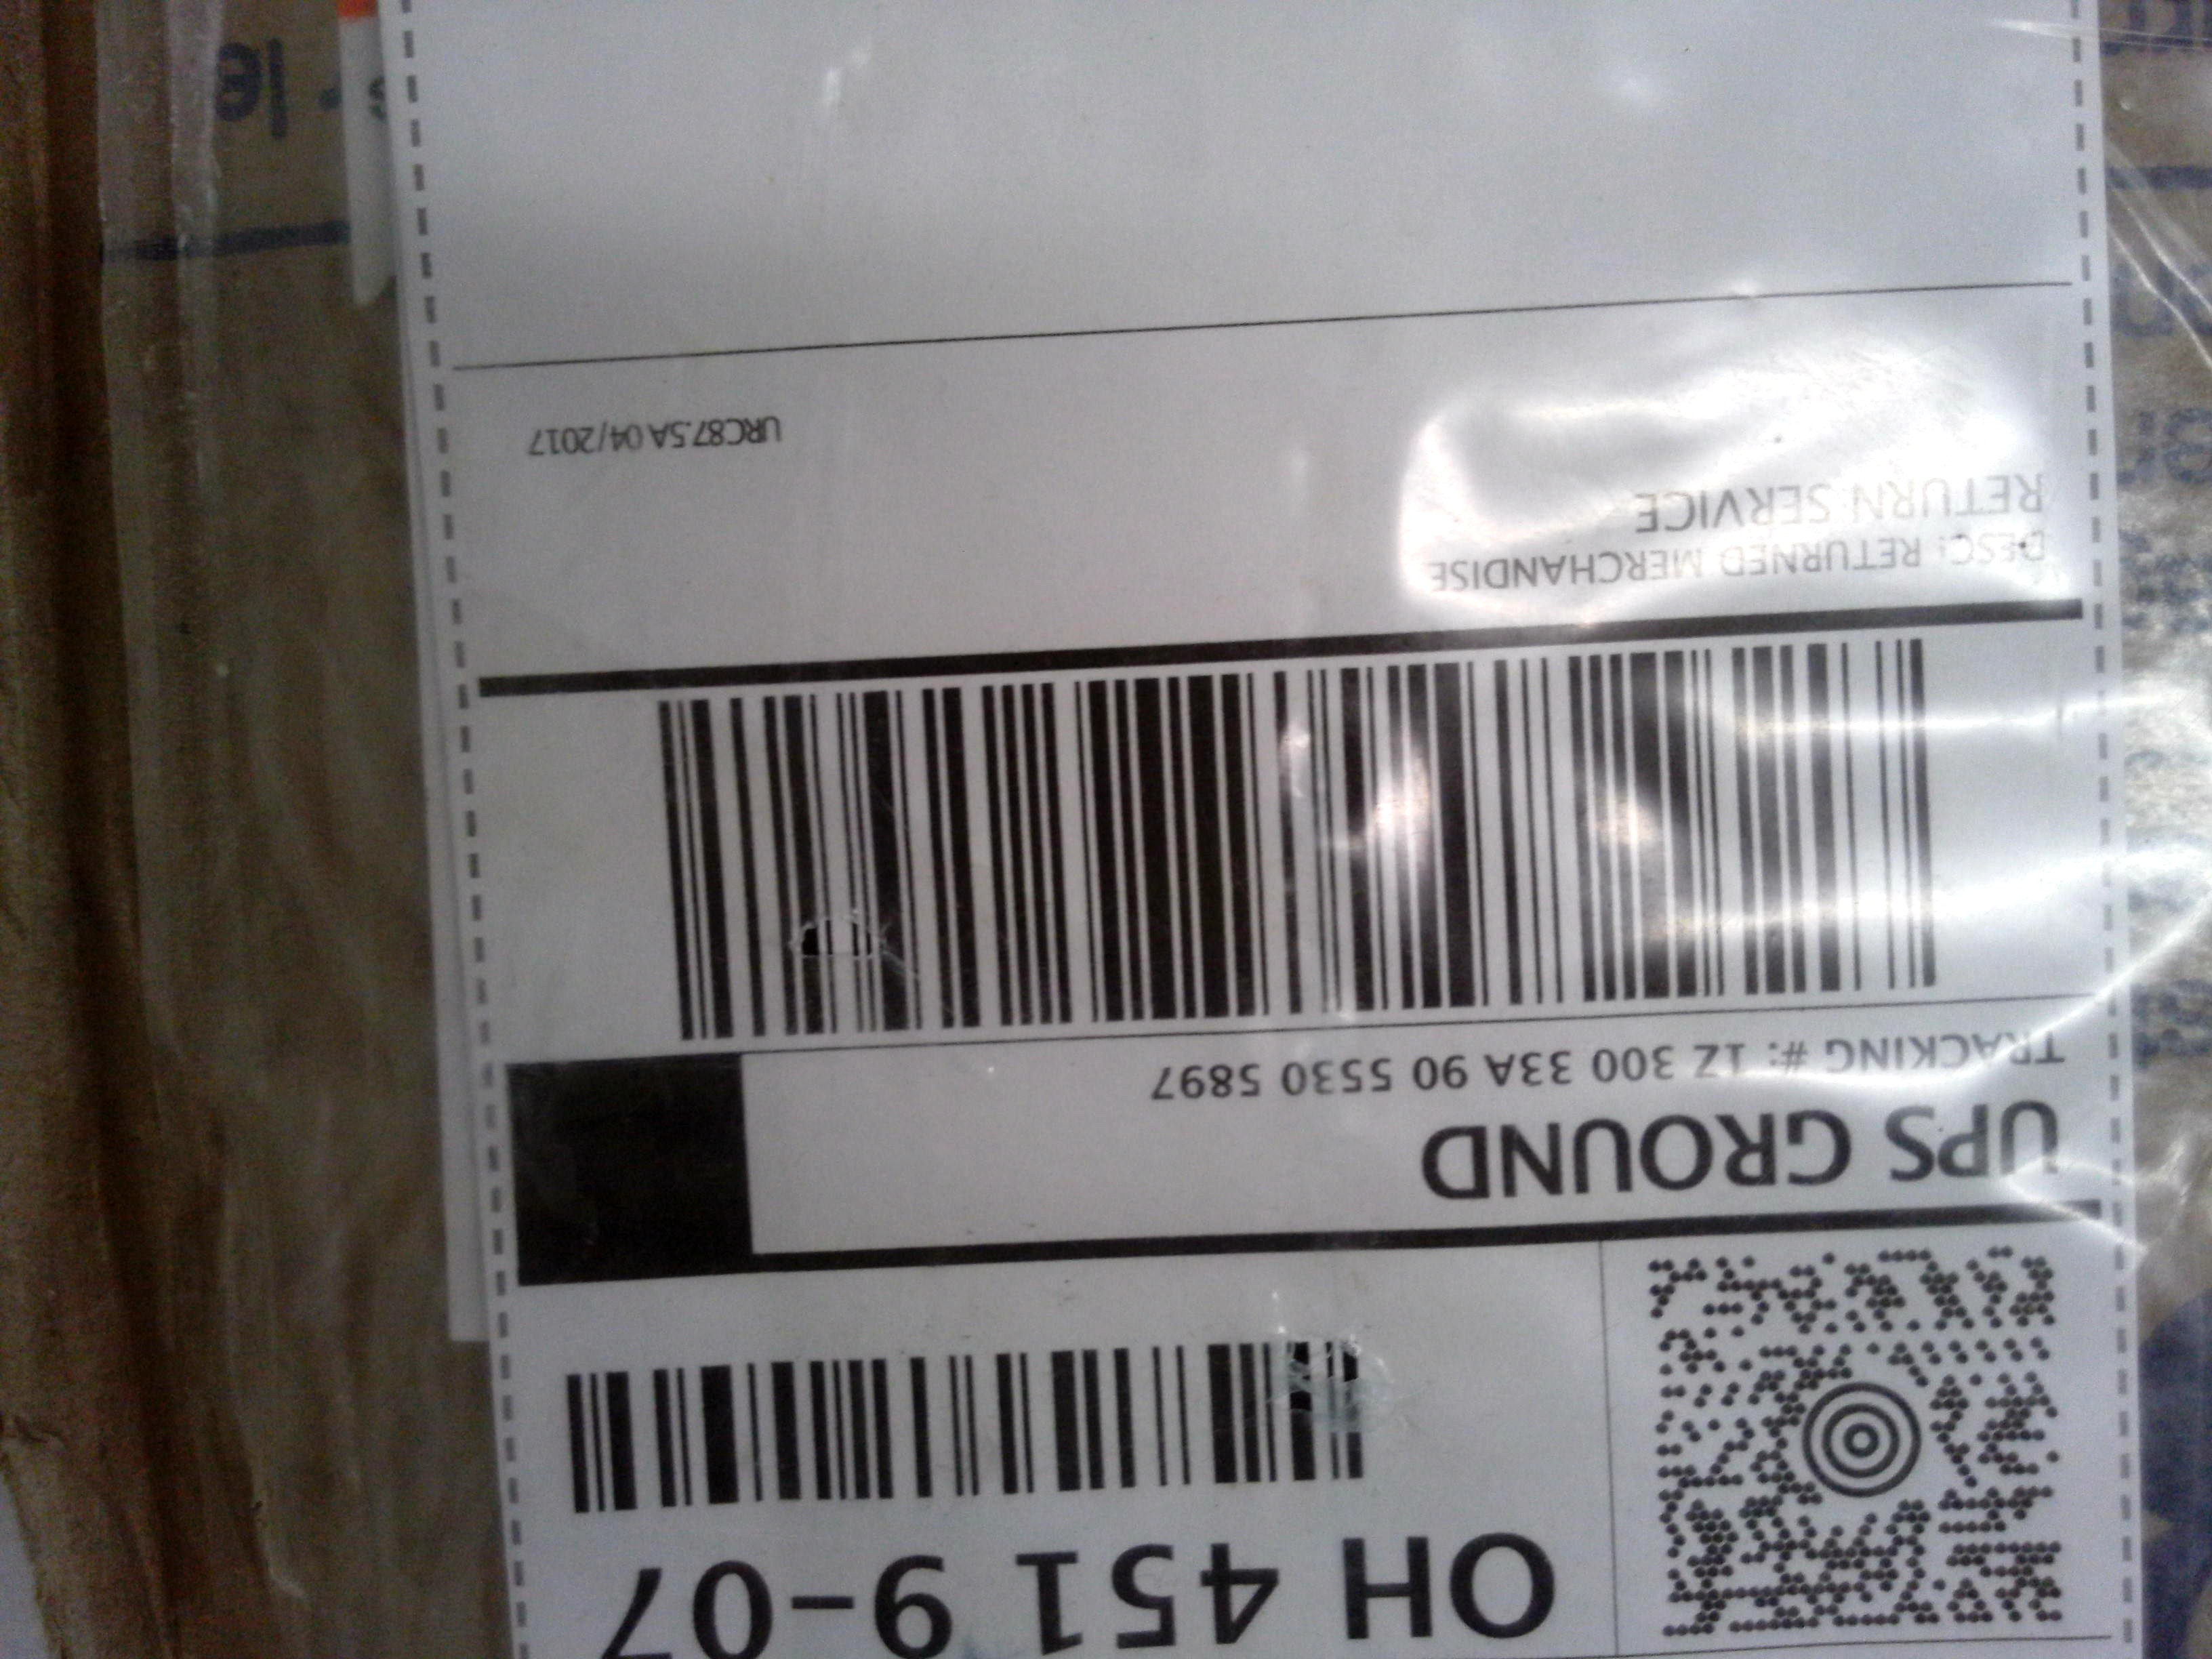 OH 451 9-07
UPS GROUND
TRACKING #: 1Z 300 33A 90 5530 5897
DESC: RETURNED MERCHANDISE
RETURN SERVICE
URC87.5A 04/2017